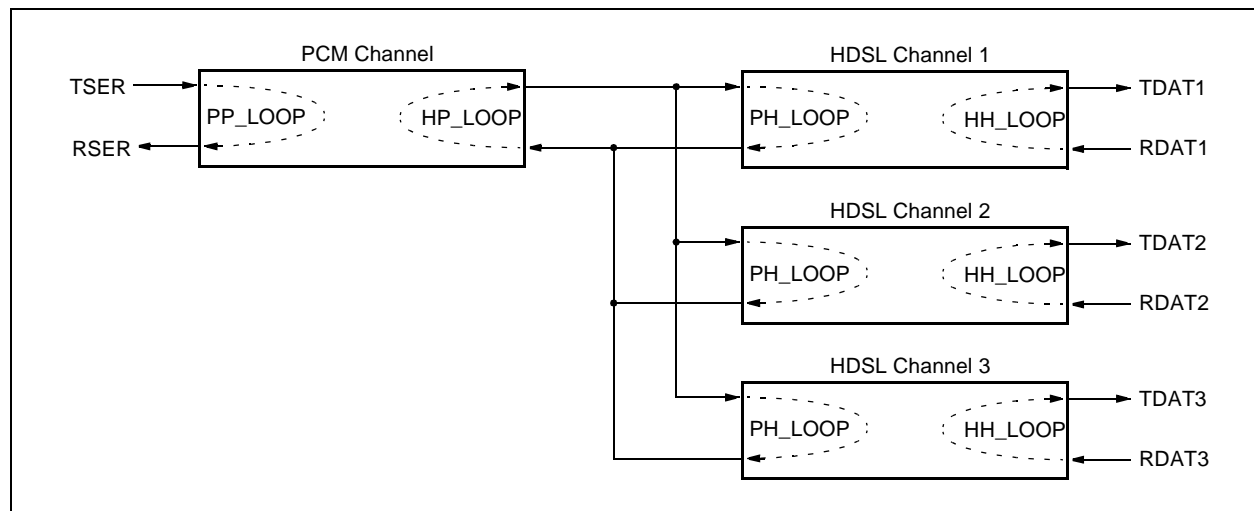 PCM Channel
HDSL Channel 1
TSER
TDAT1
PP_LOOP
HP_LOOP
PH_LOOP
HH_LOOP
RSER
RDAT1
HDSL Channel 2
TDAT2
PH_LOOP
HH_LOOP
RDAT2
HDSL Channel 3
TDAT3
PH_LOOP
HH_LOOP
RDAT3